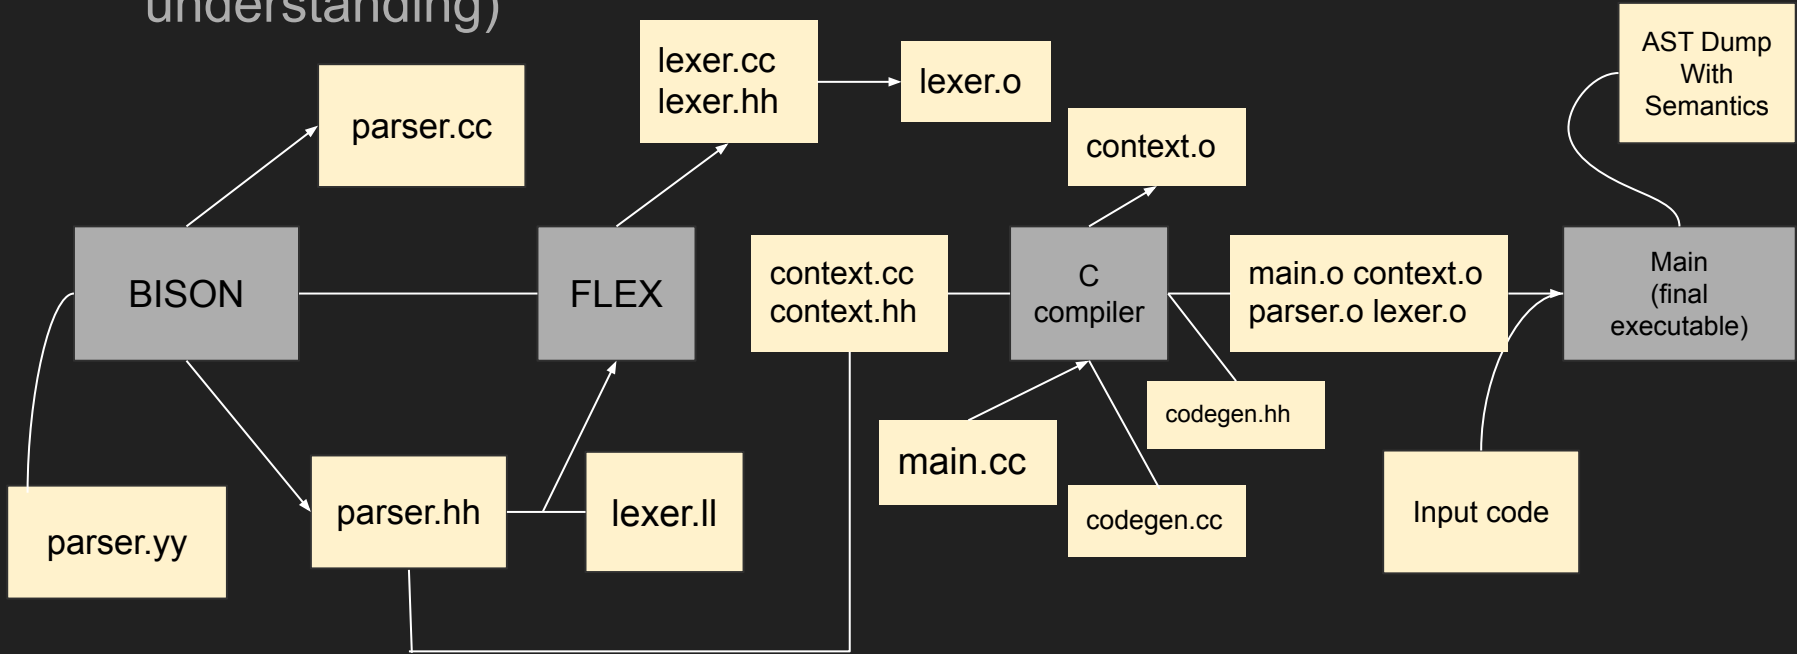 understanding)
lexer.cc
lexer.hh
lexer.o
AST Dump
With
Semantics
parser.cc
context.o
BISON
FLEX
context.cc
context.hh
C
compiler
main.o context.o
parser.o lexer.o
Main
(final
executable)
codegen.hh
main.cc
parser.yy
parser.hh
lexer.ll
codegen.cc
Input code